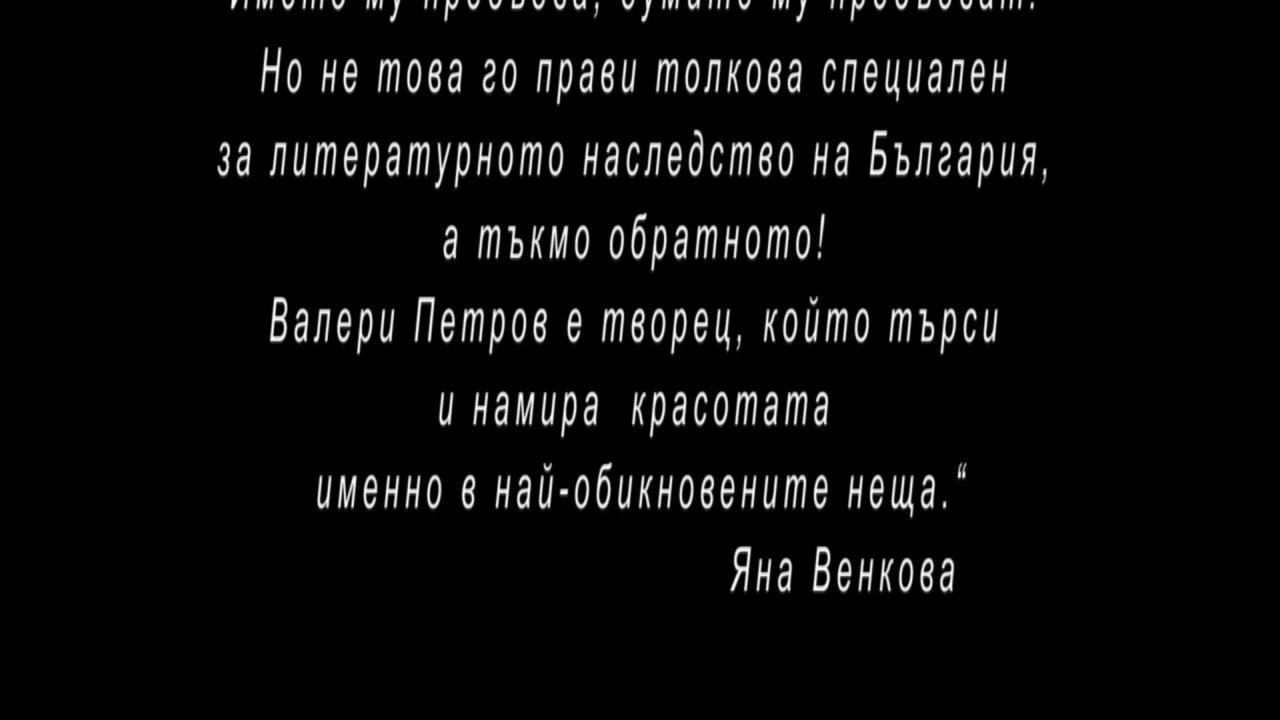 Но не това го прави толкова специален
за литературното наследство на България,
а тъкмо обратното!
Валери Петров е творец, който търси
и намира красотата
именно в най-обикновените неща.“
Яна Венкова